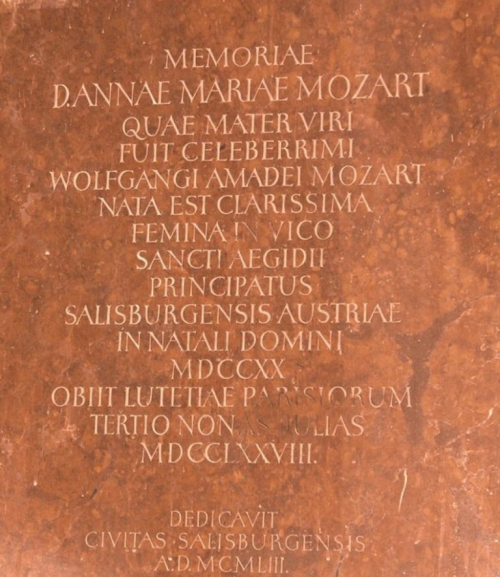 MEMORIAE
D.ANNAE MARIAE MOZART
QUAE MATER VIRI
FUIT CELEBERRIMI
WOLFGANGI AMADEI MOZART
NATA EST CLARISSIMA
FEMINA IN VICO
SANCTI AEGIDII
PRINCIPATUS
SALISBURGENSIS AUSTRIAE
IN NATALI DOMINI
MDCCXX
OBIIT LUTETIAE PARISIORUM
TERTIO NONAS JULIAS
MDCCLXXVIII.
DEDICAVIT
CIVITAS SALISBURGENSIS
A.D. MCMLIII.